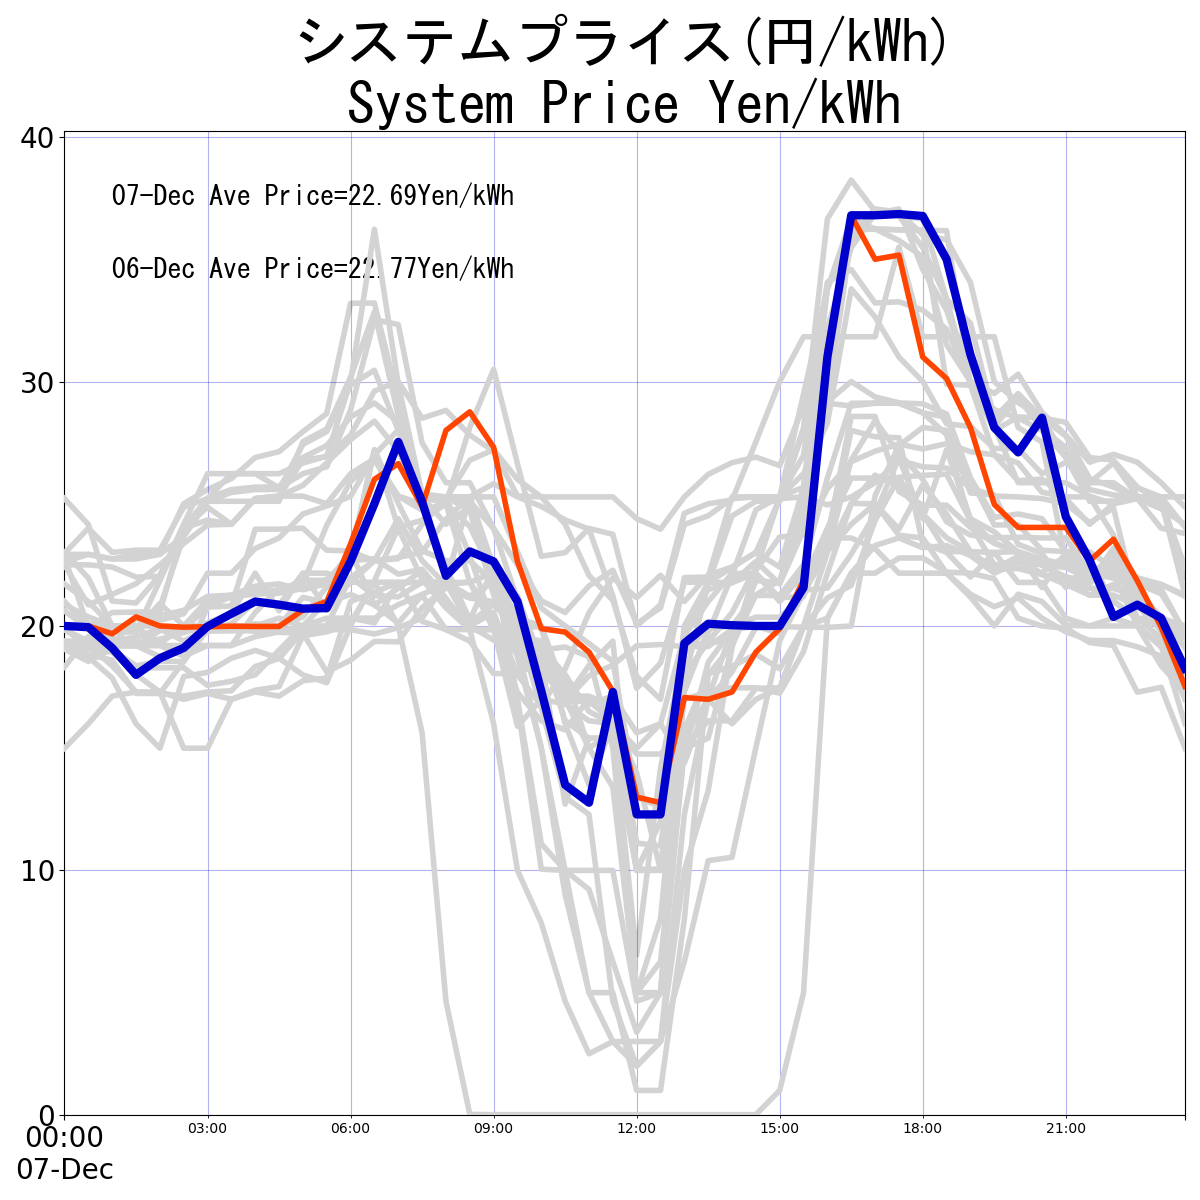 システムプライス(円/kWh)
System Price Yen/kWh
40
07-Dec Ave Price=22.69Yen/kWh
06-Dec Ave Price=22.77Yen/kWh
30
20
10
0
00:00 03:00 06:00 09:00 12:00 15:00 18:00 21:00
07-Dec